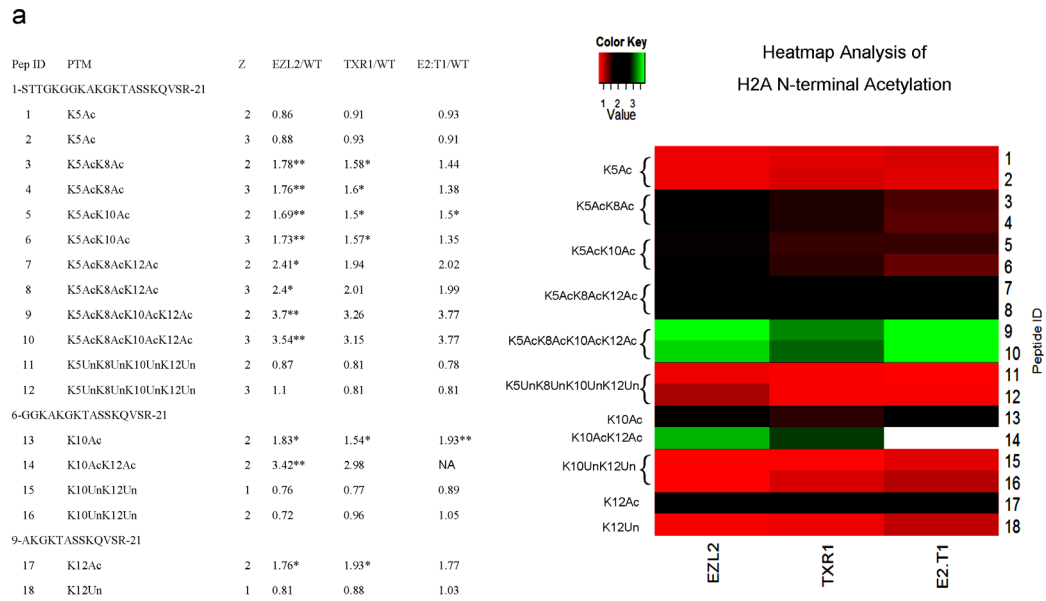 a
Pep ID PTM Z EZL2/WT TXR1/WT E2:T1/WT
1-STTGKGGKAKGKTASSKQVSR-21
1 K5Ac 2 0.86 0.91 0.93
2 K5Ac 3 0.88 0.93 0.91
3 K5AcK8Ac 2 1.78** 1.58* 1.44
4 K5AcK8Ac 3 1.76** 1.6* 1.38
5 K5AcK10Ac 2 1.69** 1.5* 1.5*
6 K5AcK10Ac 3 1.73** 1.57* 1.35
7 K5AcK8AcK12Ac 2 2.41* 1.94 2.02
8 K5AcK8AcK12Ac 3 2.4* 2.01 1.99
9 K5AcK8AcK10AcK12Ac 2 3.7** 3.26 3.77
10 K5AcK8AcK10AcK12Ac 3 3.54** 3.15 3.77
11 K5UnK8UnK10UnK12Un 2 0.87 0.81 0.78
12 K5UnK8UnK10UnK12Un 3 1.1 0.81 0.81
6-GGKAKGKTASSKQVSR-21
13 K10Ac 2 1.83* 1.54* 1.93**
14 K10AcK12Ac 2 3.42** 2.98 NA
15 K10UnK12Un 1 0.76 0.77 0.89
16 K10UnK12Un 2 0.72 0.96 1.05
9-AKGKTASSKQVSR-21
17 K12Ac 2 1.76* 1.93* 1.77
18 K12Un 1 0.81 0.88 1.03
Color Key
1 2 3
Value
Heatmap Analysis of
H2A N-terminal Acetylation
K5Ac
K5AcK8Ac
K5AcK10Ac
K5AcK8AcK12Ac
K5AcK8AcK10AcK12Ac
K5UnK8UnK10UnK12Un
K10Ac
K10AcK12Ac
K10UnK12Un
K12Ac
K12Un
1
2
3
4
5
6
7
8
9
10
11
12
13
14
15
16
17
18
Peptide ID
EZL2
TXR1
E2.T1